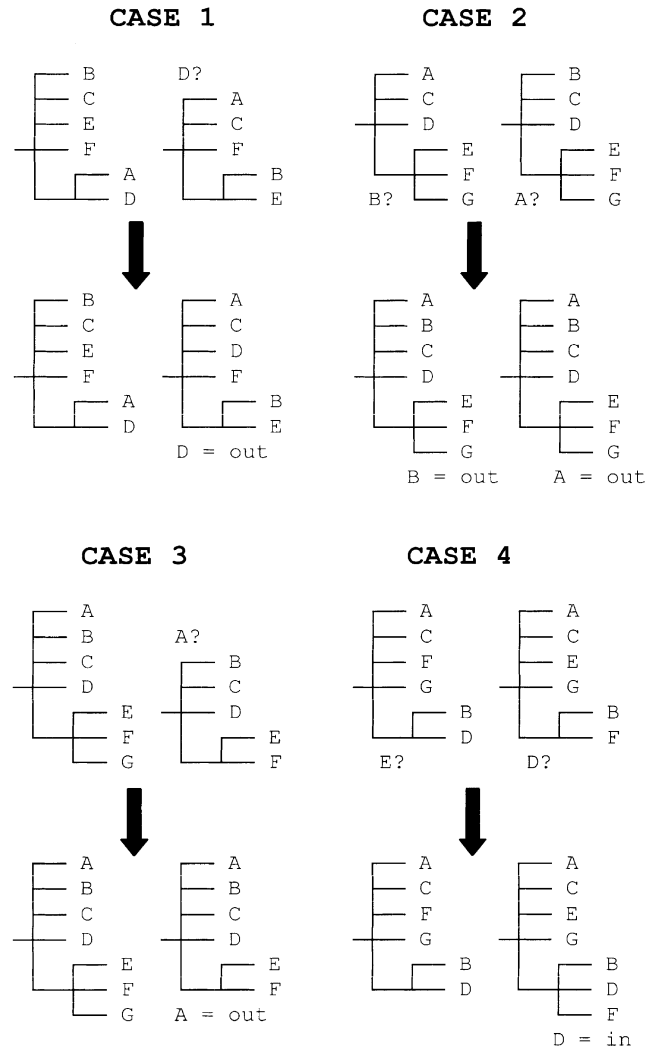 CASE 1 CASE 2
B D? A B
C A C C
E C D D
F F E E
A B F F
D E B? G A? G
B A A A
C C B B
E D C C
F F D D
A B E E
D E F F
D = out G G
B = out A = out
CASE 3 CASE 4
A A A
B A? C C
C B F E
D C G G
E D B B
F E D F
G F E? D?
A A A A
B B C C
C C F E
D D G G
E E B B
F F D D
G A = out F
D = in